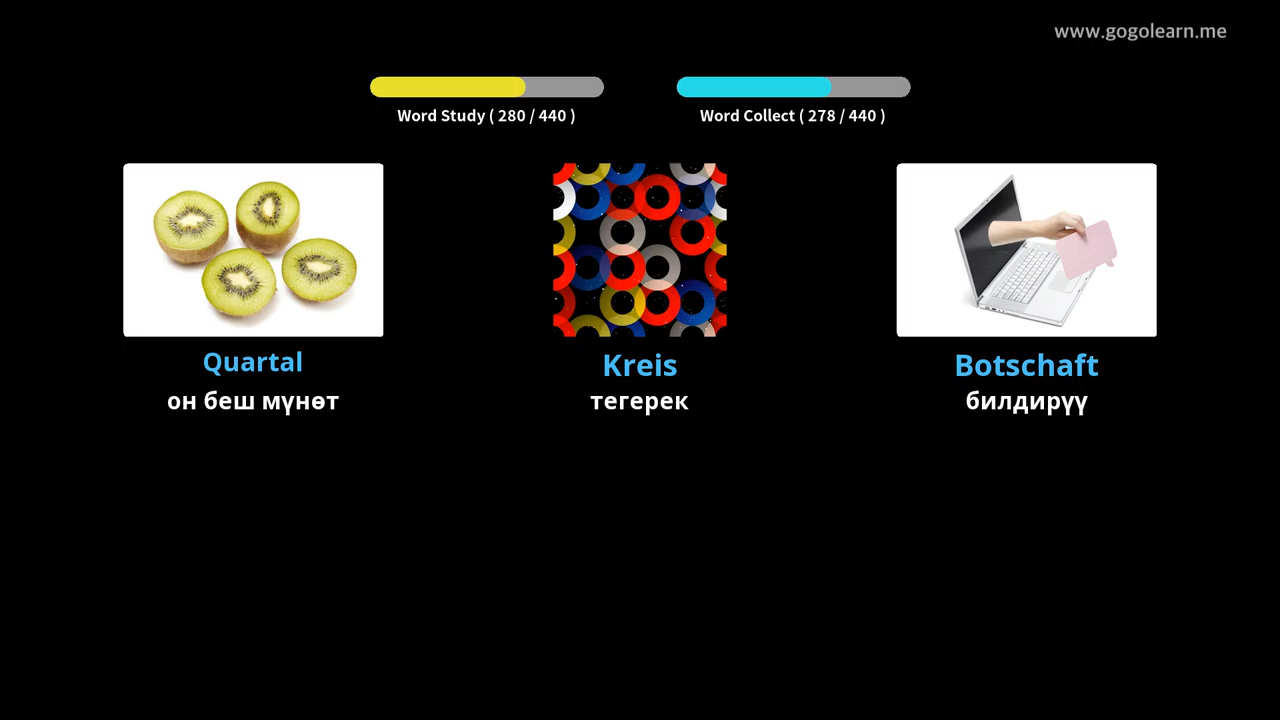 www.gogolearn.me
Word Study ( 280 / 440 )
Word Collect ( 278 / 440 )
Quartal
Kreis
Botschaft
он беш мүнөт
тегерек
билдирүү